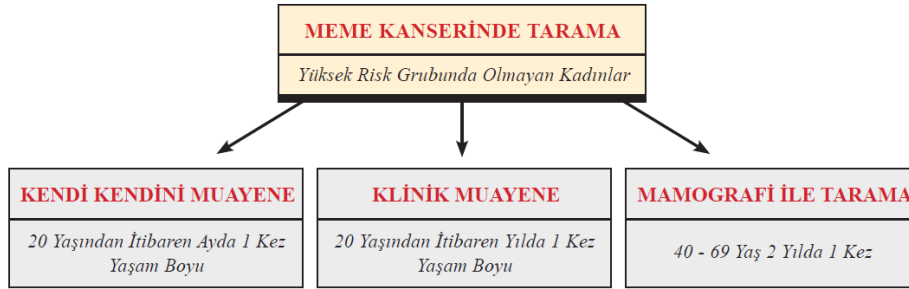 MEME KANSERİNDE TARAMA
Yüksek Risk Grubunda Olmayan Kadınlar
KENDİ KENDİNİ MUAYENE
20 Yaşından İtibaren Ayda 1 Kez
Yaşam Boyu
KLİNİK MUAYENE
20 Yaşından İtibaren Yılda 1 Kez
Yaşam Boyu
MAMOGRAFİ İLE TARAMA
40 - 69 Yaş 2 Yılda 1 Kez